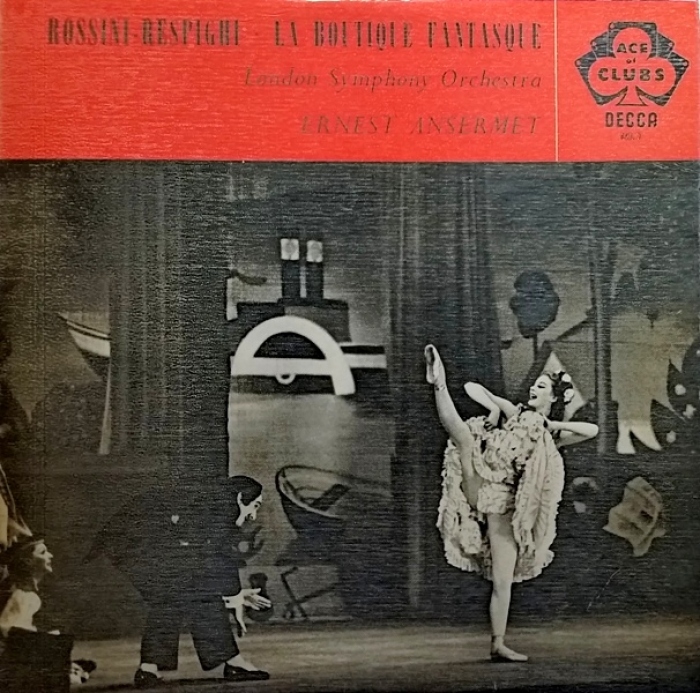 ROSSINI-RESPIGHI · LA BOUTIQUE FANTASQUE
London Symphony Orchestra
ERNEST ANSERMET
ACE
of
CLUBS
DECCA